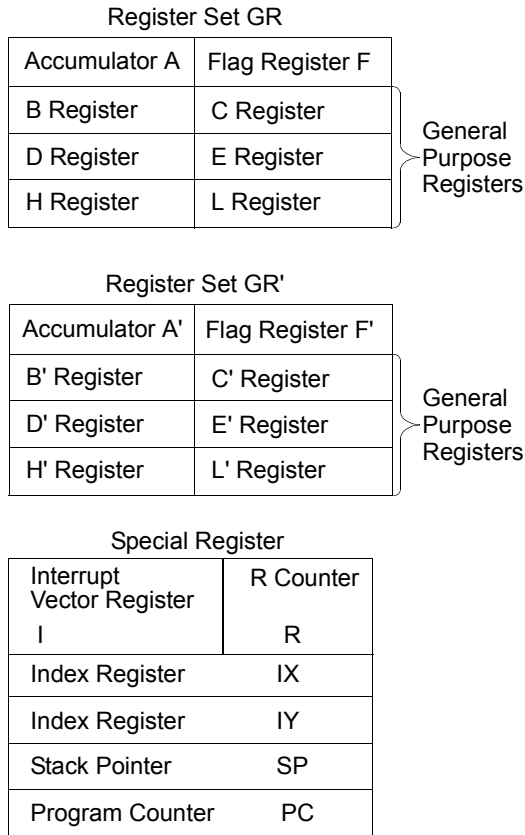 Register Set GR
Accumulator A Flag Register F
B Register C Register
D Register E Register
H Register L Register
General
Purpose
Registers
Register Set GR'
Accumulator A' Flag Register F'
B' Register C' Register
D' Register E' Register
H' Register L' Register
General
Purpose
Registers
Special Register
Interrupt
Vector Register
I
R Counter
R
Index Register IX
Index Register IY
Stack Pointer SP
Program Counter PC